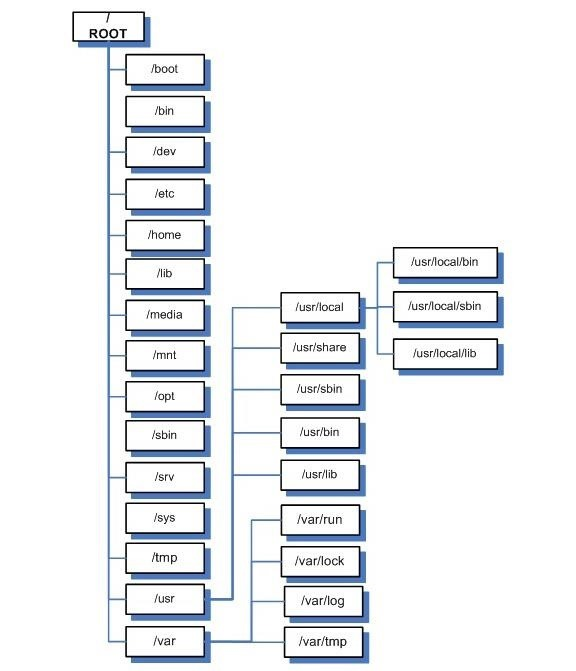 /
ROOT
/boot
/bin
/dev
/etc
/home
/lib
/media
/mnt
/opt
/sbin
/srv
/sys
/tmp
/usr
/var
/usr/local
/usr/share
/usr/sbin
/usr/bin
/usr/lib
/var/run
/var/lock
/var/log
/var/tmp
/usr/local/bin
/usr/local/sbin
/usr/local/lib